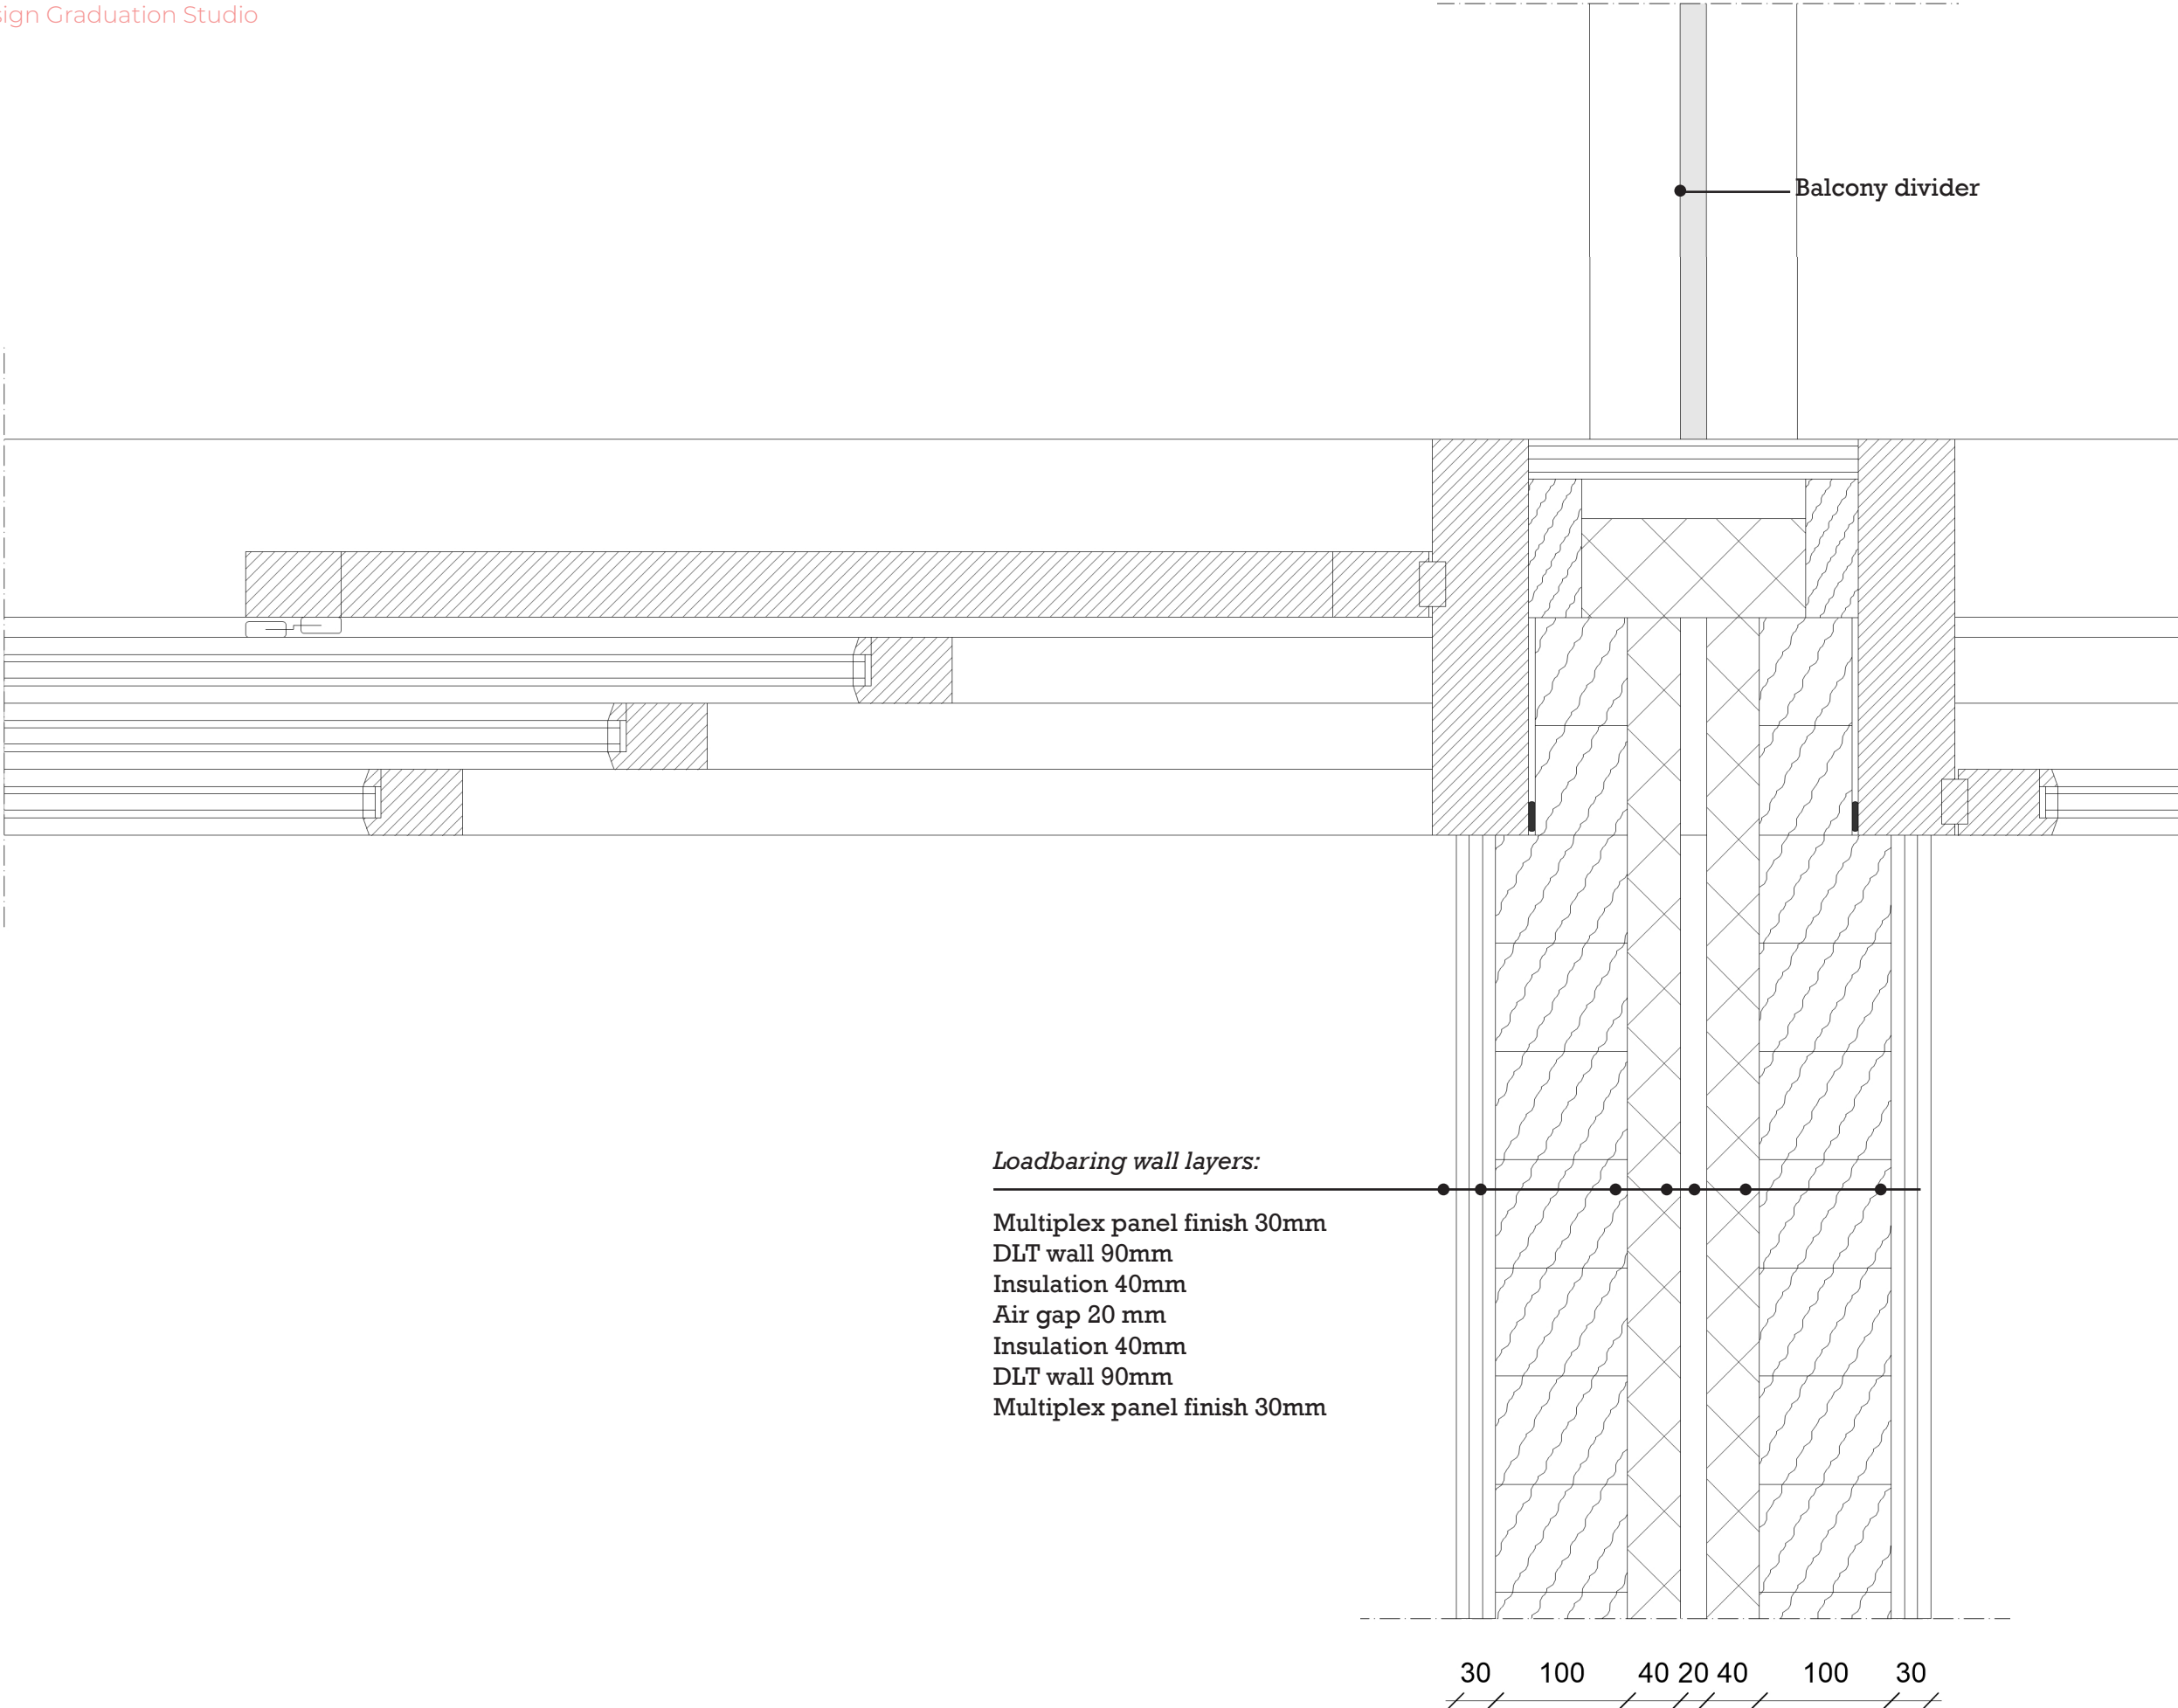 sign Graduation Studio
Balcony divider
Loadbaring wall layers:
Multiplex panel finish 30mm
DLT wall 90mm
Insulation 40mm
Air gap 20 mm
Insulation 40mm
DLT wall 90mm
Multiplex panel finish 30mm
30 100 40 20 40 100 30